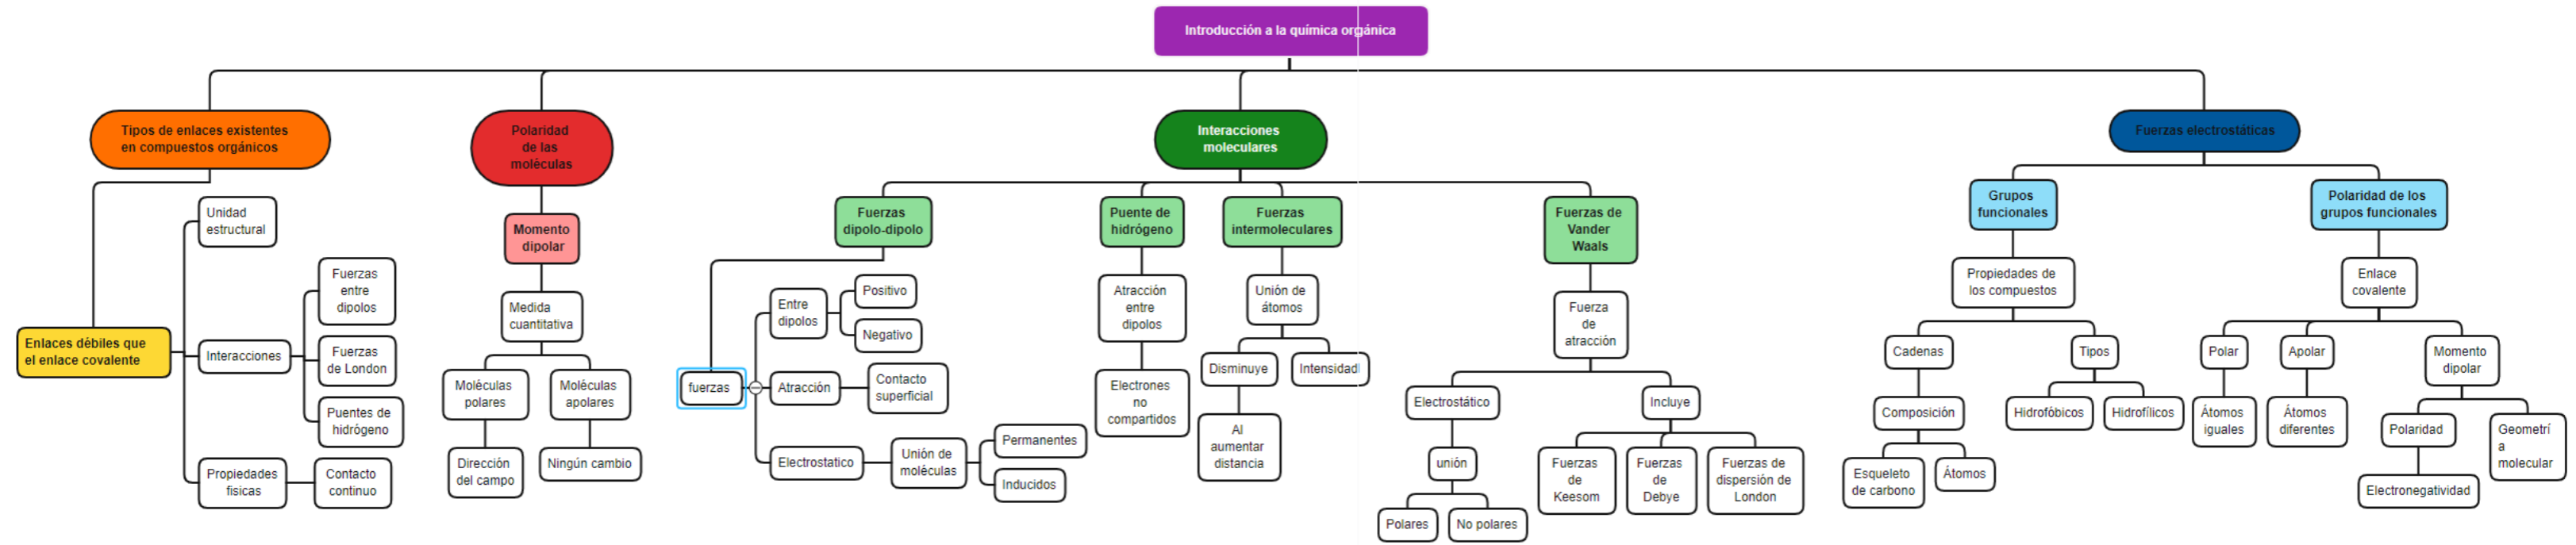 Introducción a la química orgánica
Tipos de enlaces existentes
en compuestos orgánicos
Polaridad
de las
moléculas
Interacciones
moleculares
Fuerzas electrostáticas
Unidad
estructural
Enlaces débiles que
el enlace covalente
Interacciones
Fuerzas
entre
dipolos
Fuerzas
de London
Puentes de
hidrógeno
Propiedades
físicas
Contacto
continuo
Momento
dipolar
Medida
cuantitativa
Moléculas
polares
Moléculas
apolares
Dirección
del campo
Ningún cambio
Fuerzas
dipolo-dipolo
fuerzas
Entre
dipolos
Positivo
Negativo
Atracción
Contacto
superficial
Electrostatico
Unión de
moléculas
Permanentes
Inducidos
Puente de
hidrógeno
Atracción
entre
dipolos
Electrones
no
compartidos
Fuerzas
intermoleculares
Unión de
átomos
Disminuye
Intensidad
Al
aumentar
distancia
Fuerzas de
Vander
Waals
Fuerza
de
atracción
Electrostático
unión
Polares
No polares
Incluye
Fuerzas
de
Keesom
Fuerzas
de
Debye
Fuerzas de
dispersión de
London
Grupos
funcionales
Propiedades de
los compuestos
Cadenas
Composición
Esqueleto
de carbono
Átomos
Tipos
Hidrofóbicos
Hidrofílicos
Polaridad de los
grupos funcionales
Enlace
covalente
Polar
Átomos
iguales
Apolar
Átomos
diferentes
Momento
dipolar
Polaridad
Electronegatividad
Geometrí
a
molecular